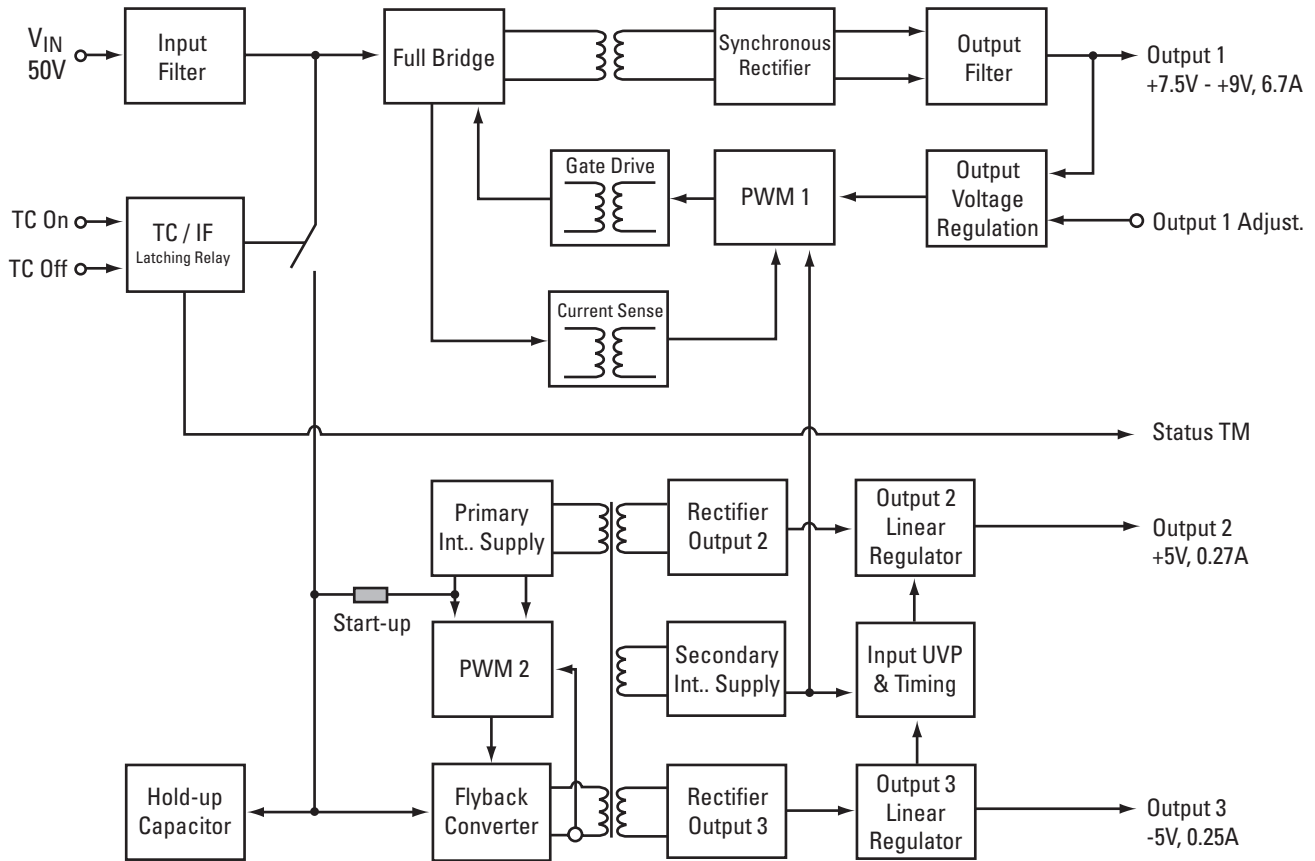 VIN
50V
Input
Filter
Full Bridge
Synchronous
Rectifier
Output
Filter
Output 1
+7.5V - +9V, 6.7A
Gate Drive
PWM 1
Output
Voltage
Regulation
Output 1 Adjust.
TC On
TC Off
TC / IF
Latching Relay
Current Sense
Status TM
Primary
Int.. Supply
Rectifier
Output 2
Output 2
Linear
Regulator
Output 2
+5V, 0.27A
Start-up
PWM 2
Secondary
Int.. Supply
Input UVP
& Timing
Hold-up
Capacitor
Flyback
Converter
Rectifier
Output 3
Output 3
Linear
Regulator
Output 3
-5V, 0.25A